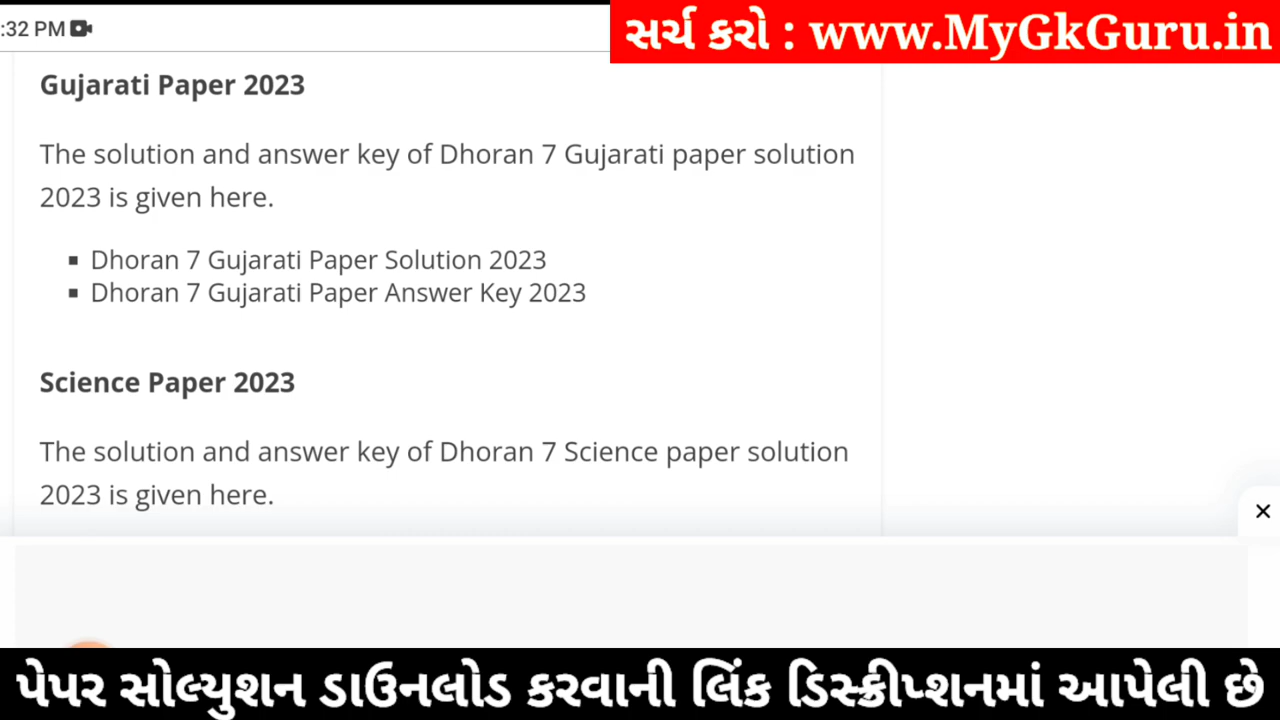 :32 PM
સર્ચ કરો : www.MyGkGuru.in
Gujarati Paper 2023
The solution and answer key of Dhoran 7 Gujarati paper solution
2023 is given here.
▪ Dhoran 7 Gujarati Paper Solution 2023
▪ Dhoran 7 Gujarati Paper Answer Key 2023
Science Paper 2023
The solution and answer key of Dhoran 7 Science paper solution
2023 is given here.
પેપર સોલ્યુશન ડાઉનલોડ કરવાની લિંક ડિસ્ક્રીપ્શનમાં આપેલી છે